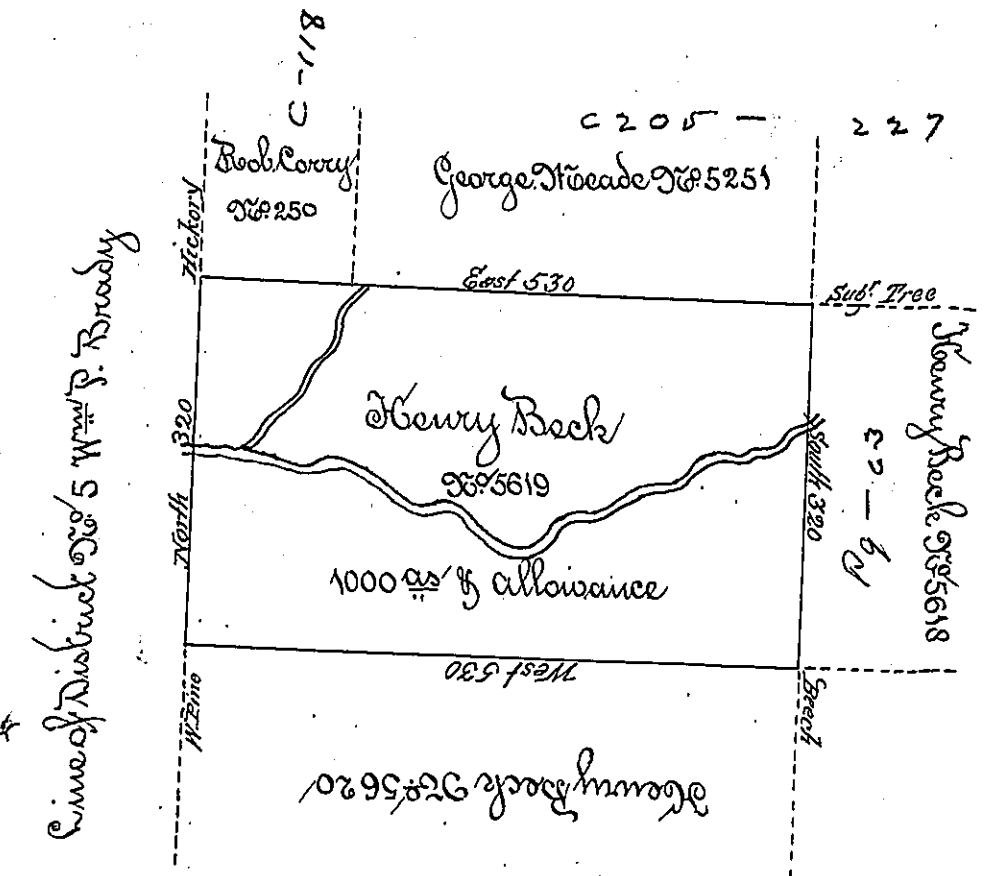 C-118
C 205 - 227
Rob. Corry
No. 250
George Meade No. 5251
Hickory
East 530
Sub.r Tree
Henry Beck No. 5618
Line of District No. 5 Wm. P. Brady
North 320
Henry Beck
No. 5619
South 320
1000 as & allowance
West 530
W. Pine
Beech
Henry Beck No. 5620